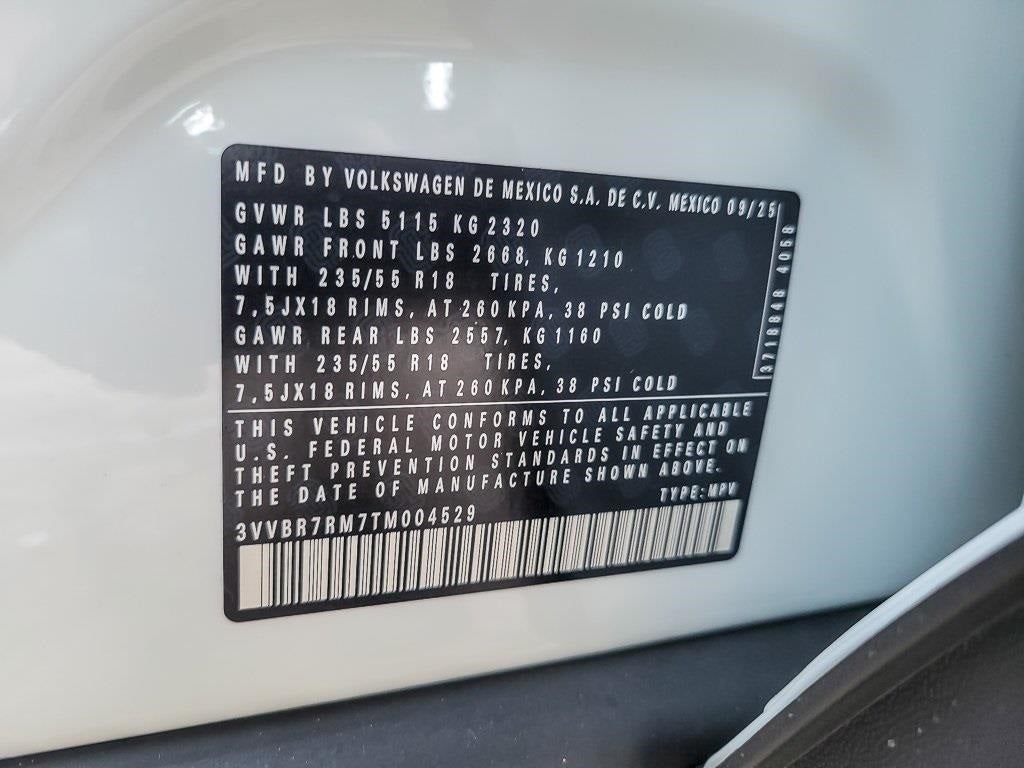 MFD BY VOLKSWAGEN DE MEXICO S.A. DE C.V. MEXICO 09/25
GVWR LBS 5115 KG 2320
GAWR FRONT LBS 2668, KG 1210
WITH 235/55 R18 TIRES,
7,5JX18 RIMS, AT 260 KPA, 38 PSI COLD
GAWR REAR LBS 2557, KG 1160
WITH 235/55 R18 TIRES,
7,5JX18 RIMS, AT 260 KPA, 38 PSI COLD
3718848 4058
THIS VEHICLE CONFORMS TO ALL APPLICABLE
U.S. FEDERAL MOTOR VEHICLE SAFETY AND
THEFT PREVENTION STANDARDS IN EFFECT ON
THE DATE OF MANUFACTURE SHOWN ABOVE.
TYPE: MPV
3VVBR7RM7TM004529